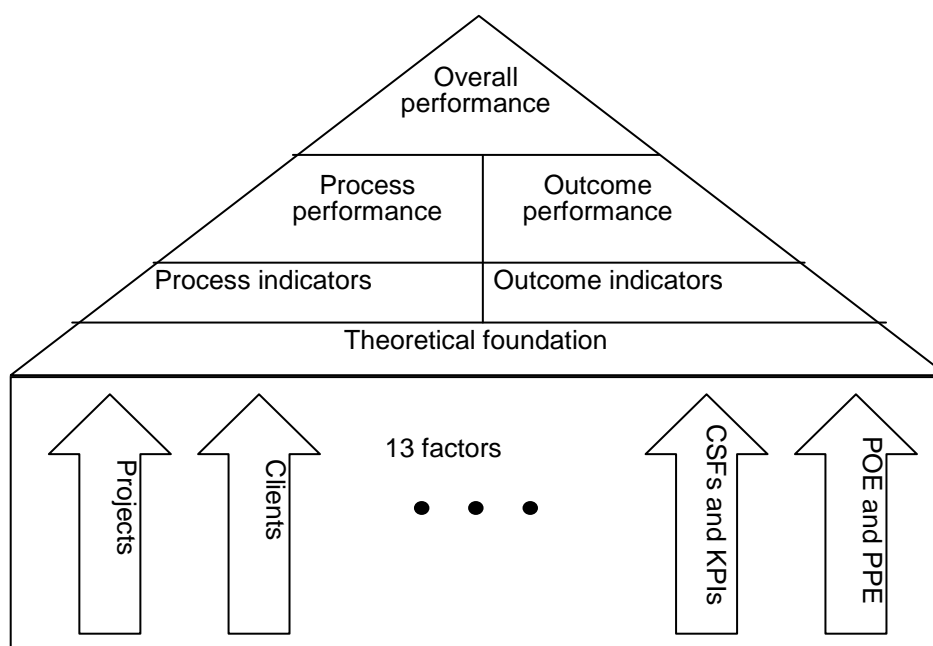 Overall
performance
Process
performance
Outcome
performance
Process indicators
Outcome indicators
Theoretical foundation
Projects
Clients
13 factors
CSFs and KPIs
POE and PPE